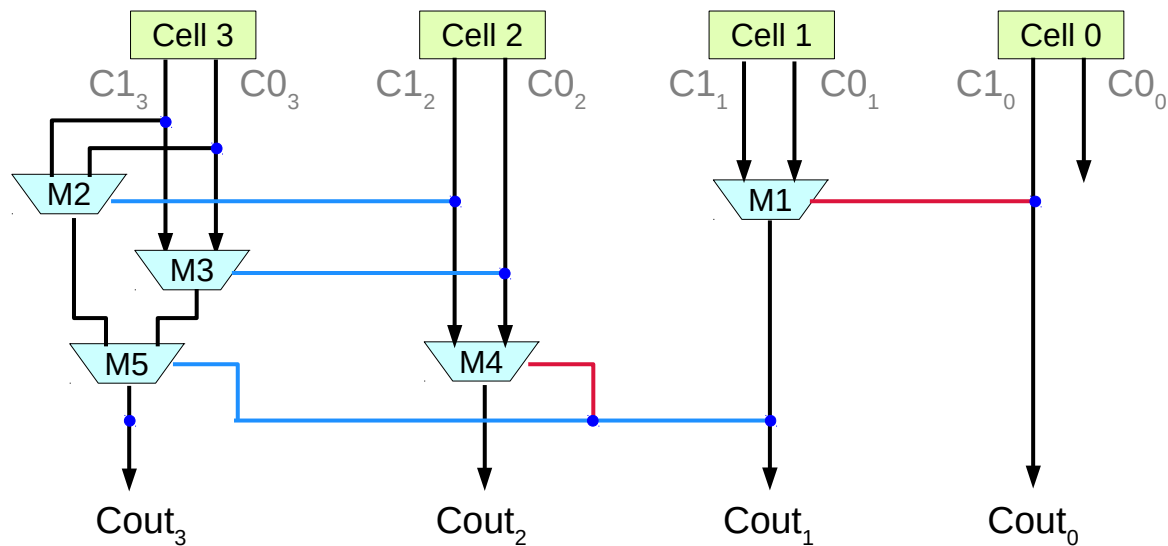 Cell 3 Cell 2 Cell 1 Cell 0
C1₃ C0₃ C1₂ C0₂ C1₁ C0₁ C1₀ C0₀
M2 M1
M3
M5 M4
Cout₃ Cout₂ Cout₁ Cout₀